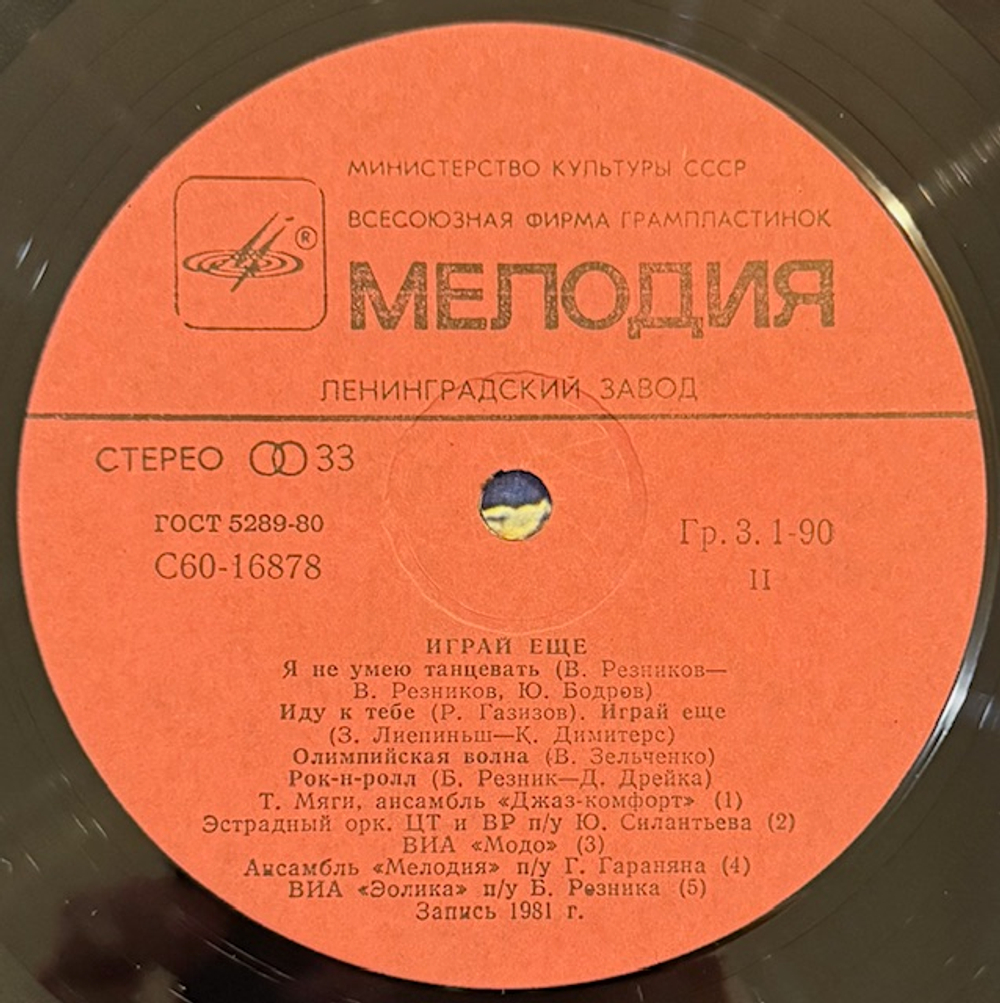 МИНИСТЕРСТВО КУЛЬТУРЫ СССР
ВСЕСОЮЗНАЯ ФИРМА ГРАМПЛАСТИНОК
®
МЕЛОДИЯ
ЛЕНИНГРАДСКИЙ ЗАВОД
СТЕРЕО 33
ГОСТ 5289-80
С60-16878
Гр. 3. 1-90
II
ИГРАЙ ЕЩЕ
Я не умею танцевать (В. Резников—
В. Резников, Ю. Бодров)
Иду к тебе (Р. Газизов). Играй еще
(З. Лиепиньш—К. Димитерс)
Олимпийская волна (В. Зельченко)
Рок-н-ролл (Б. Резник—Д. Дрейка)
Т. Мяги, ансамбль «Джаз-комфорт» (1)
Эстрадный орк. ЦТ и ВР п/у Ю. Силантьева (2)
ВИА «Модо» (3)
Ансамбль «Мелодия» п/у Г. Гараняна (4)
ВИА «Эолика» п/у Б. Резника (5)
Запись 1981 г.